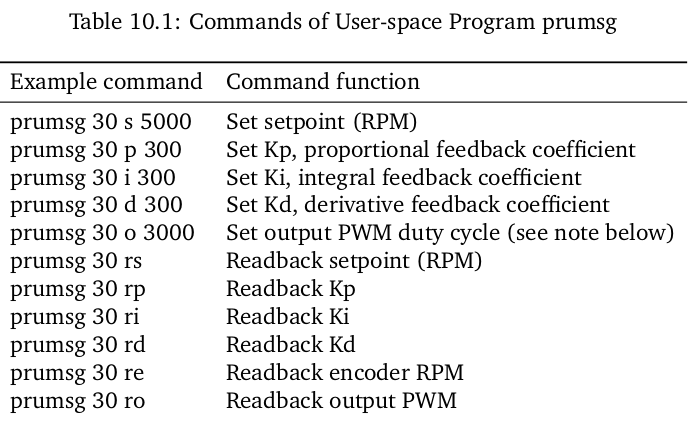 Table 10.1: Commands of User-space Program prumsg
Example command Command function
prumsg 30 s 5000 Set setpoint (RPM)
prumsg 30 p 300 Set Kp, proportional feedback coefficient
prumsg 30 i 300 Set Ki, integral feedback coefficient
prumsg 30 d 300 Set Kd, derivative feedback coefficient
prumsg 30 o 3000 Set output PWM duty cycle (see note below)
prumsg 30 rs Readback setpoint (RPM)
prumsg 30 rp Readback Kp
prumsg 30 ri Readback Ki
prumsg 30 rd Readback Kd
prumsg 30 re Readback encoder RPM
prumsg 30 ro Readback output PWM